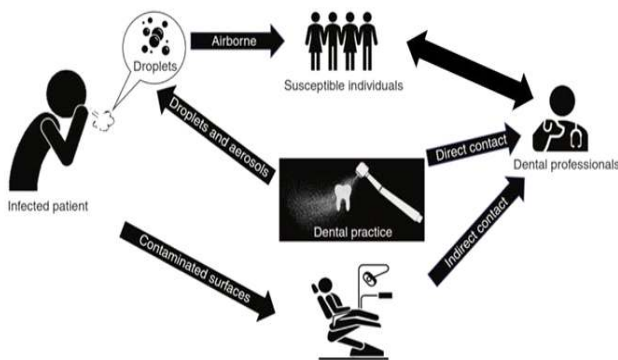 Droplets
Airborne
Susceptible individuals
Infected patient
Droplets and aerosols
Dental practice
Direct contact
Dental professionals
Contaminated surfaces
Indirect contact